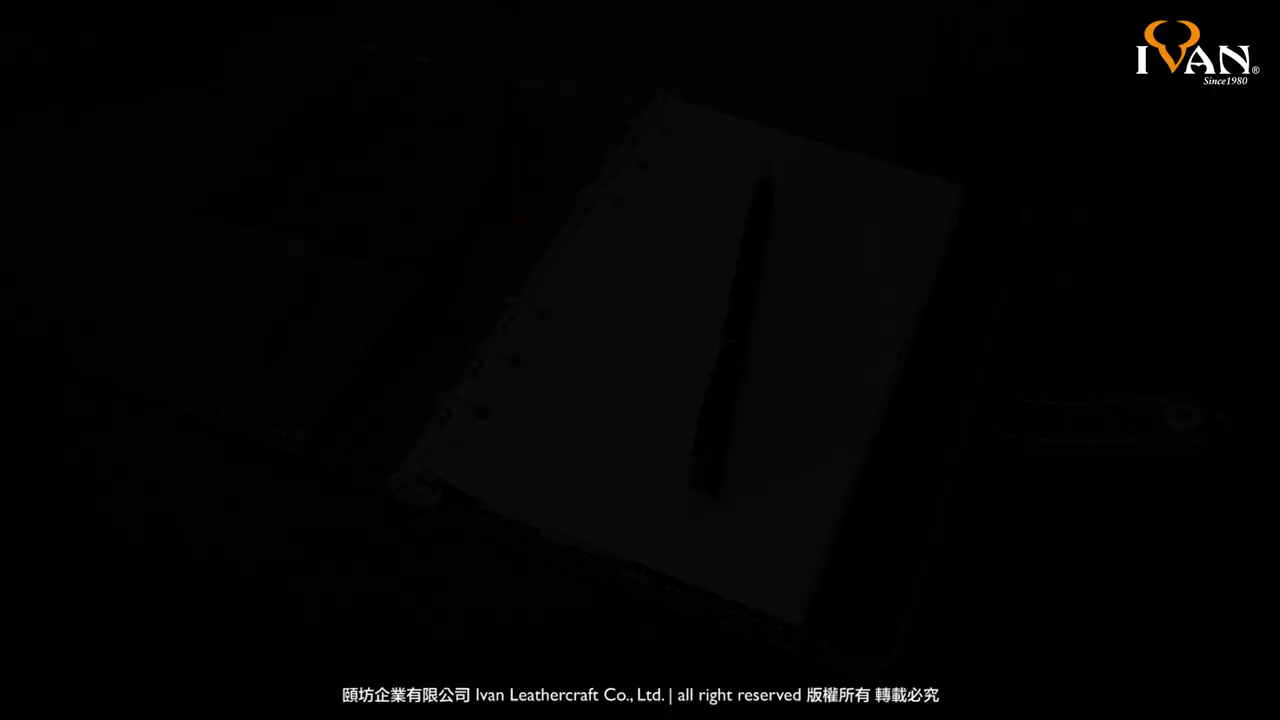 IVAN®
Since1980
頤坊企業有限公司 Ivan Leathercraft Co., Ltd. | all right reserved 版權所有 轉載必究